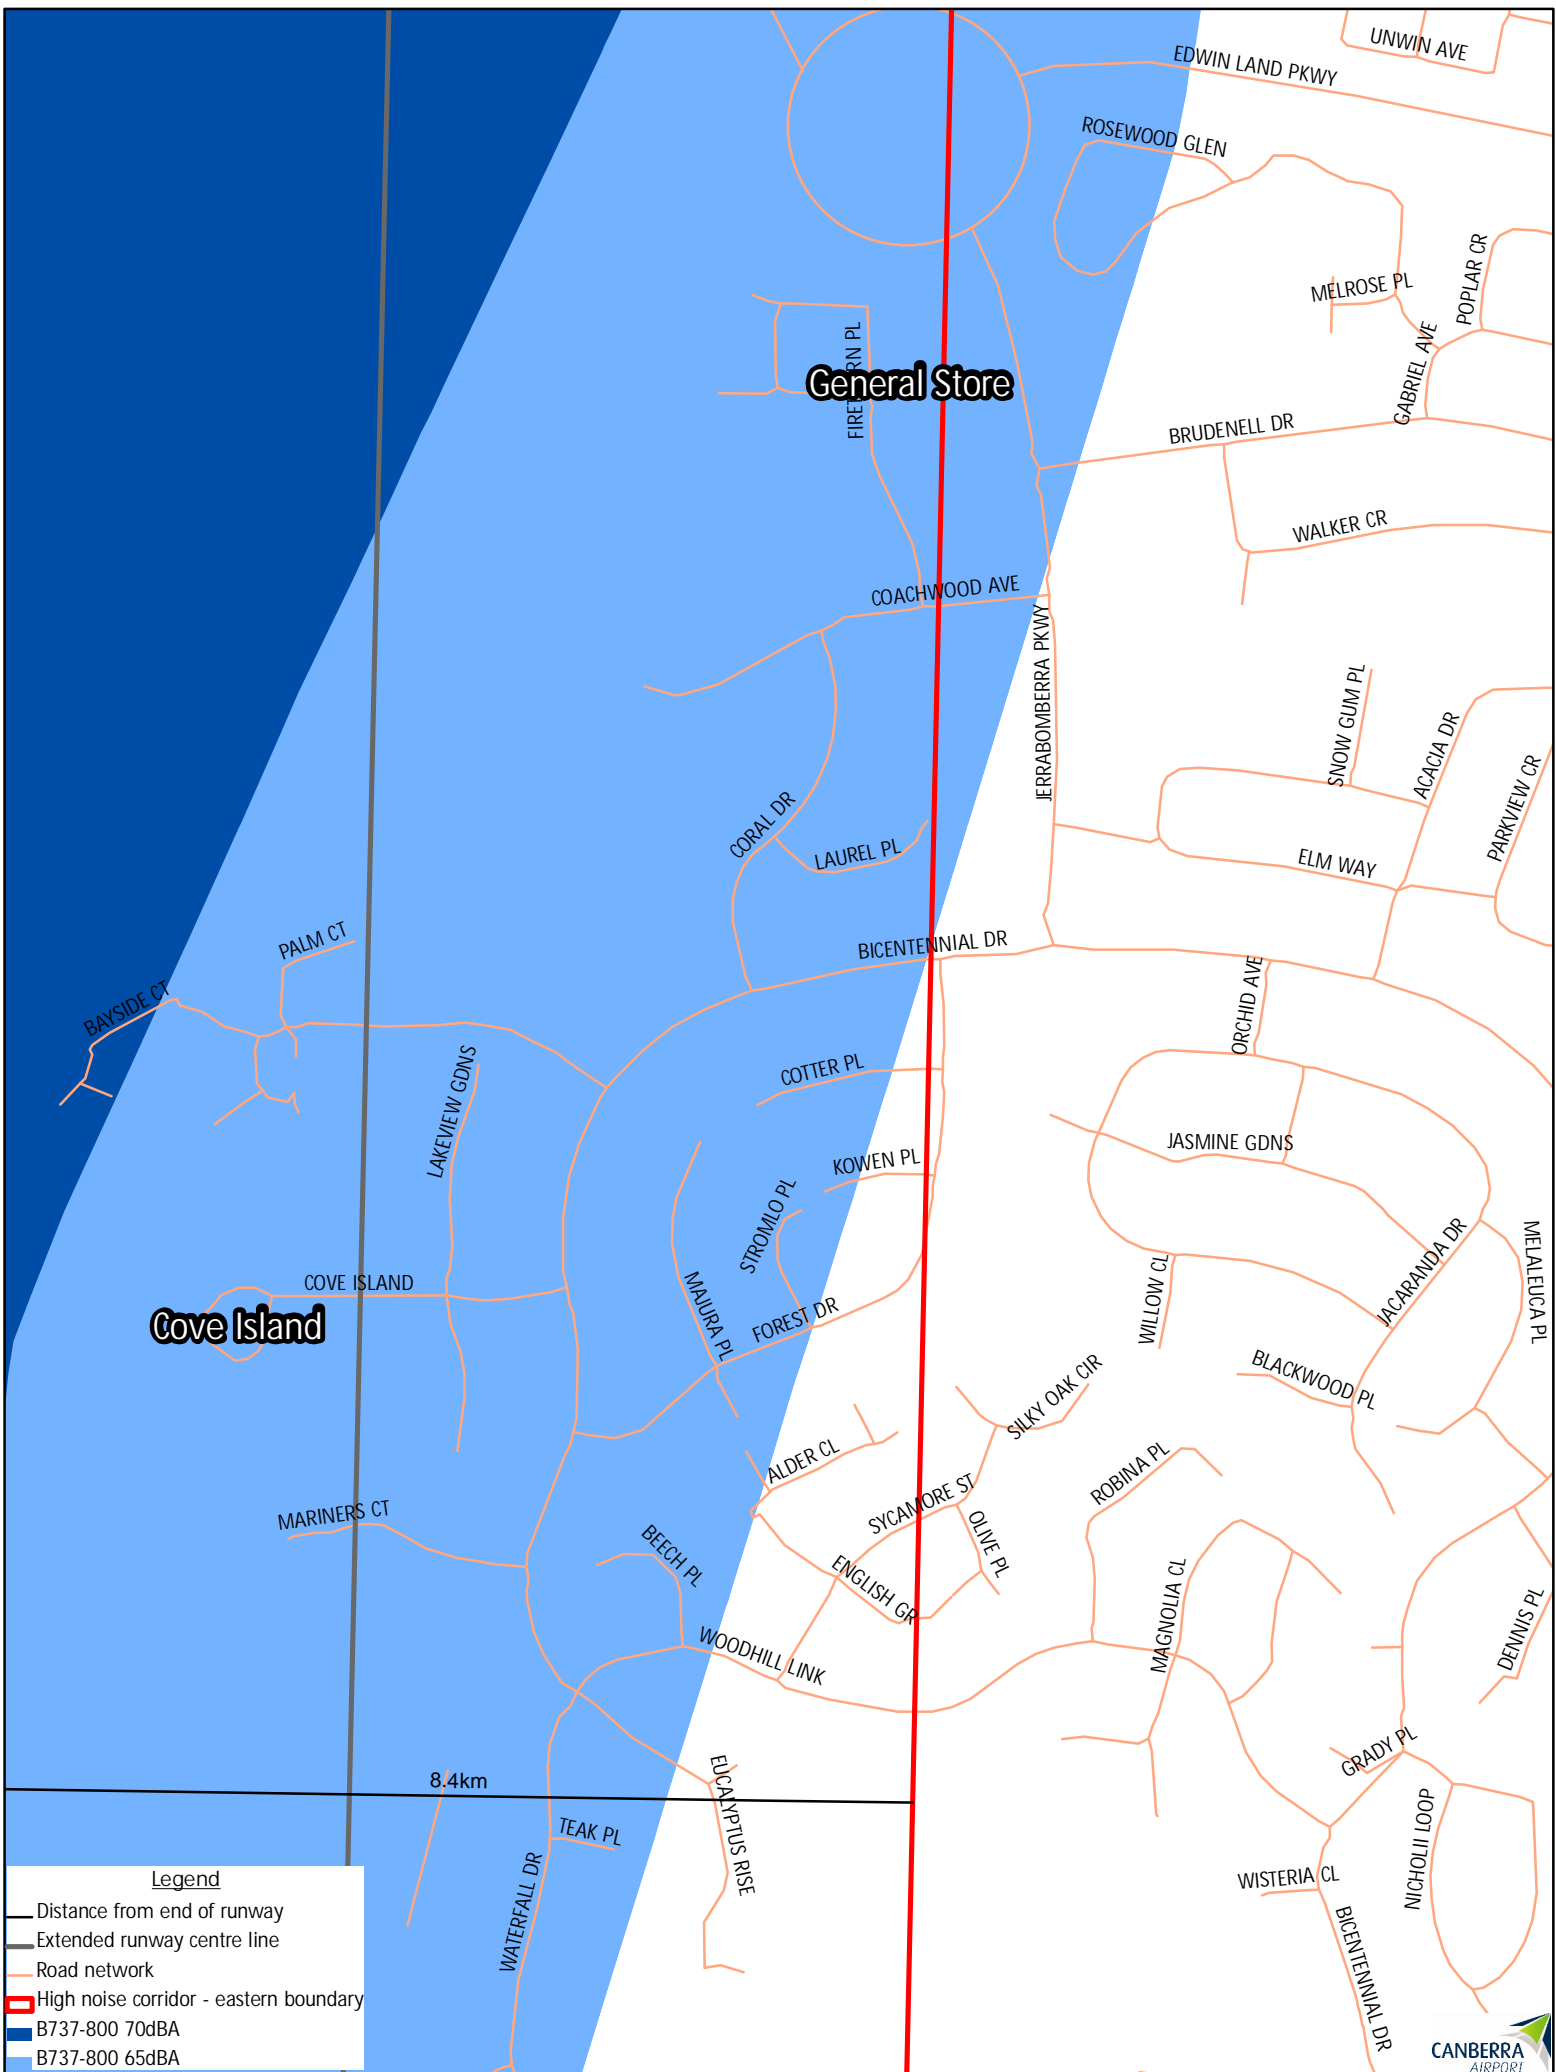 UNWIN AVE
EDWIN LAND PKWY
ROSEWOOD GLEN
POPLAR CR
MELROSE PL
GABRIEL AVE
General Store
BRUDENELL DR
WALKER CR
COACHWOOD AVE
JERRABOMBERRA PKWY
SNOW GUM PL
ACACIA DR
PARKVIEW CR
CORAL DR
LAUREL PL
ELM WAY
PALM CT
BICENTENNIAL DR
BAYSIDE CT
ORCHID AVE
LAKEVIEW GDNS
COTTER PL
JASMINE GDNS
KOWEN PL
STROMLO PL
JACARANDA DR
MELALEUCA PL
COVE ISLAND
Cove Island
MAJURA PL
FOREST DR
WILLOW CL
BLACKWOOD PL
SILKY OAK CIR
ALDER CL
ROBINA PL
SYCAMORE ST
MARINERS CT
BEECH PL
OLIVE PL
ENGLISH GR
MAGNOLIA CL
DENNIS PL
WOODHILL LINK
GRADY PL
8.4km
EUCALYPTUS RISE
TEAK PL
NICHOLII LOOP
WATERFALL DR
WISTERIA CL
BICENTENNIAL DR
Legend
Distance from end of runway
Extended runway centre line
Road network
High noise corridor - eastern boundary
B737-800 70dBA
B737-800 65dBA
CANBERRA
AIRPORT